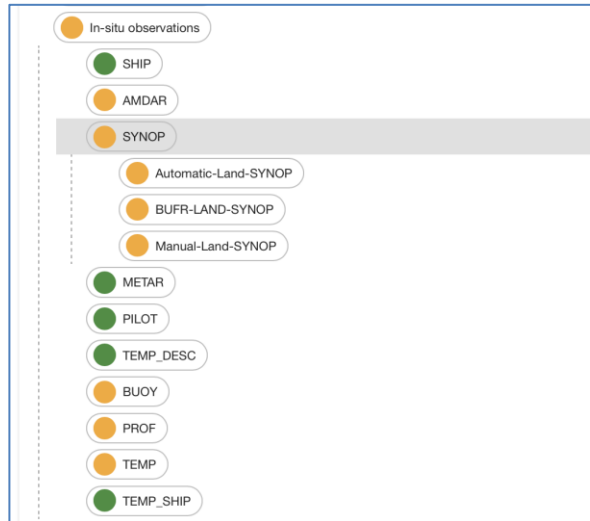 In-situ observations
SHIP
AMDAR
SYNOP
Automatic-Land-SYNOP
BUFR-LAND-SYNOP
Manual-Land-SYNOP
METAR
PILOT
TEMP_DESC
BUOY
PROF
TEMP
TEMP_SHIP